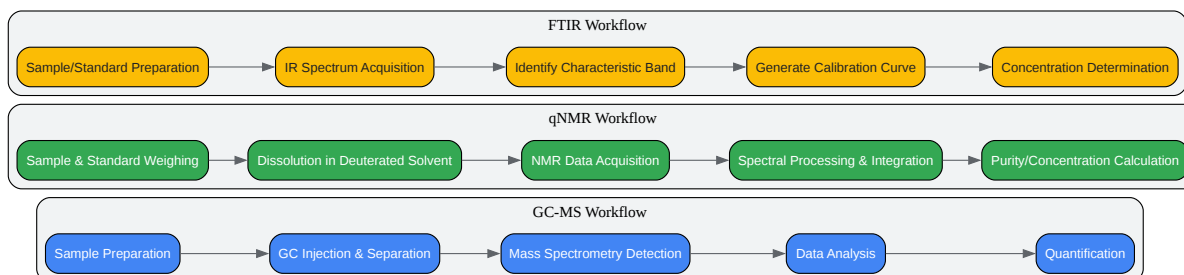 FTIR Workflow
Sample/Standard Preparation
IR Spectrum Acquisition
Identify Characteristic Band
Generate Calibration Curve
Concentration Determination
qNMR Workflow
Sample & Standard Weighing
Dissolution in Deuterated Solvent
NMR Data Acquisition
Spectral Processing & Integration
Purity/Concentration Calculation
GC-MS Workflow
Sample Preparation
GC Injection & Separation
Mass Spectrometry Detection
Data Analysis
Quantification